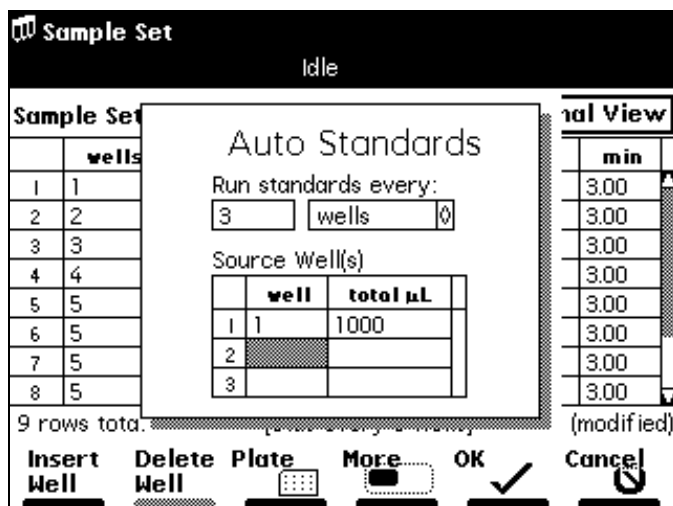 Sample Set
Idle
Sample Set nal View
wells min
1 1 3.00
2 2 3.00
3 3 3.00
4 4 3.00
5 5 3.00
6 5 3.00
7 5 3.00
8 5 3.00
9 rows (modified)
Auto Standards
Run standards every:
3 wells
Source Well(s)
well total µL
1 1 1000
2
3
Insert Well
Delete Well
Plate
More
OK
Cancel